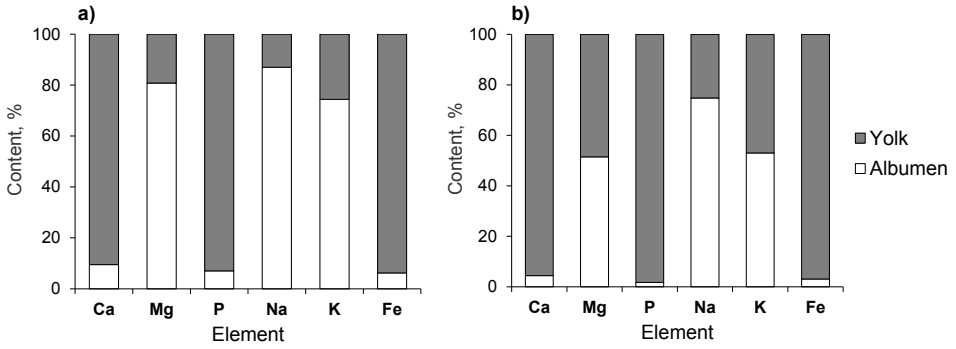 a)
100
80
60
40
20
0
Content, %
Ca Mg P Na K Fe
Element
b)
100
80
60
40
20
0
Content, %
Ca Mg P Na K Fe
Element
Yolk
Albumen